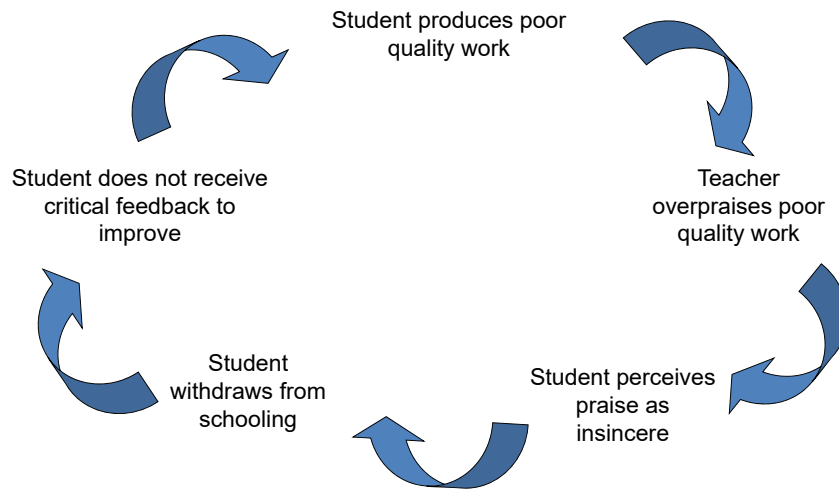 Student produces poor
quality work
Teacher
overpraises poor
quality work
Student perceives
praise as
insincere
Student
withdraws from
schooling
Student does not receive
critical feedback to
improve